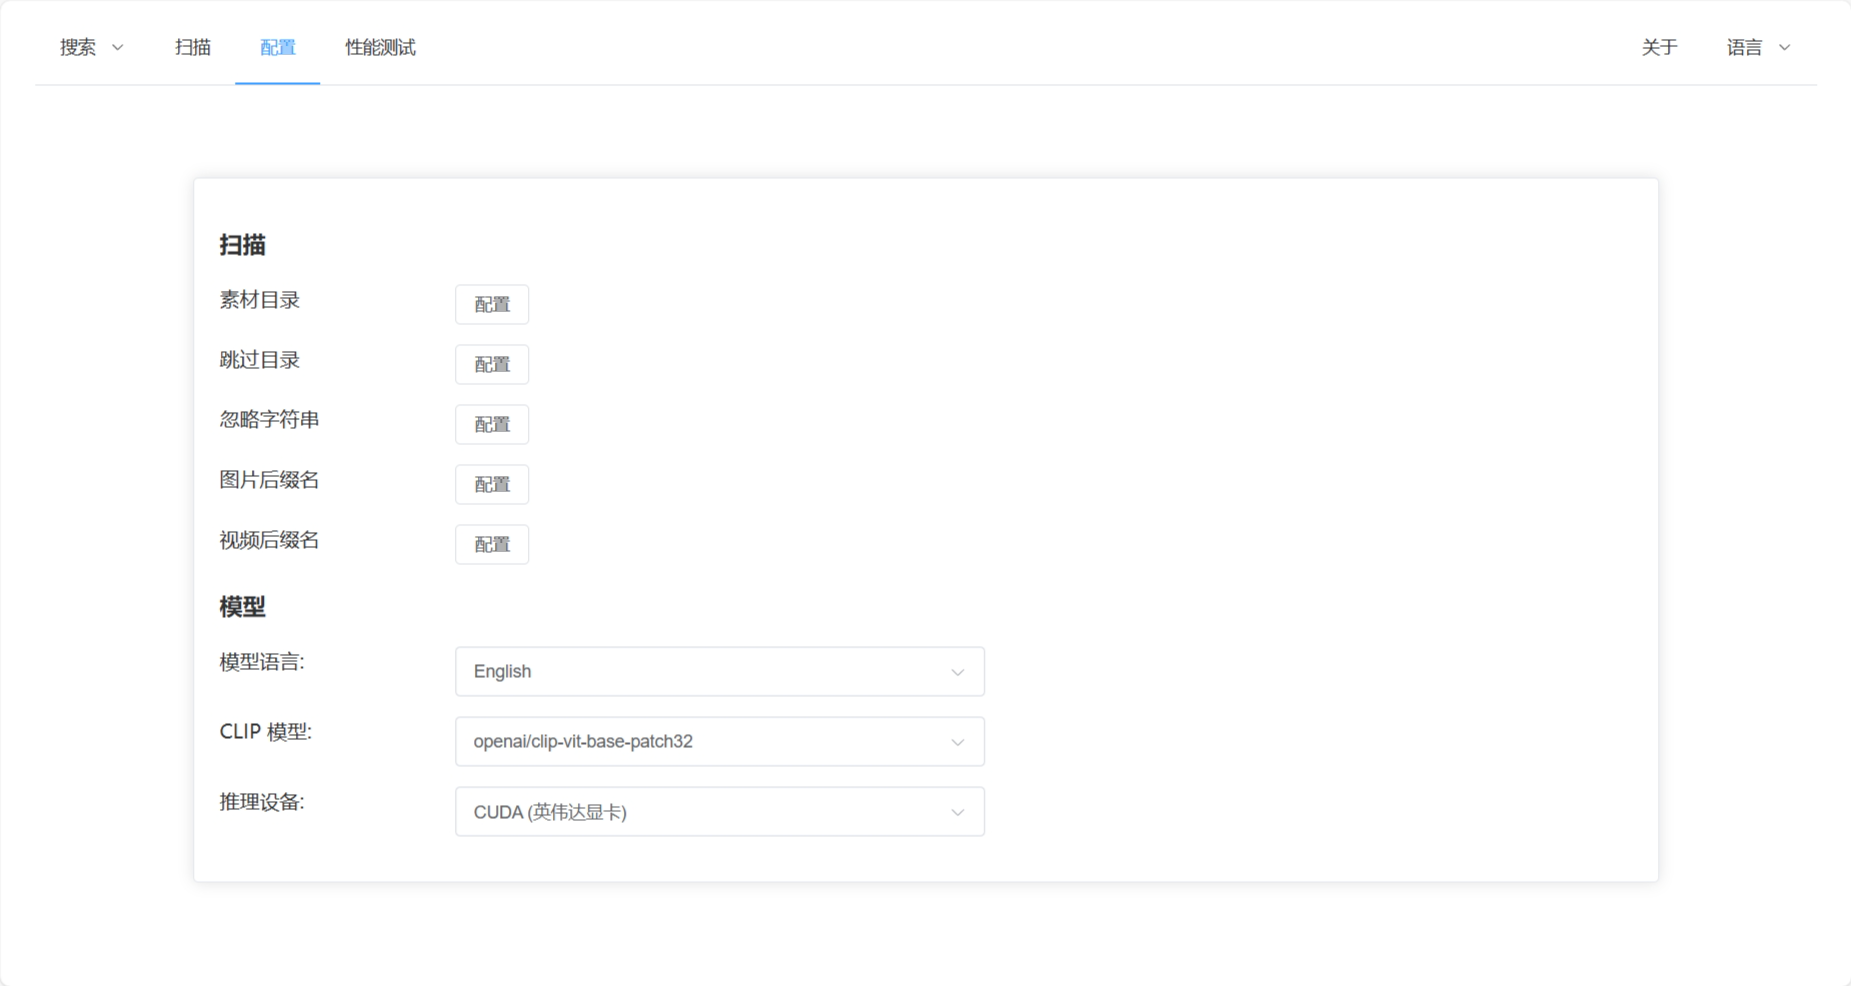 搜索 扫描 配置 性能测试 关于 语言
扫描
素材目录 配置
跳过目录 配置
忽略字符串 配置
图片后缀名 配置
视频后缀名 配置
模型
模型语言: English
CLIP 模型: openai/clip-vit-base-patch32
推理设备: CUDA (英伟达显卡)